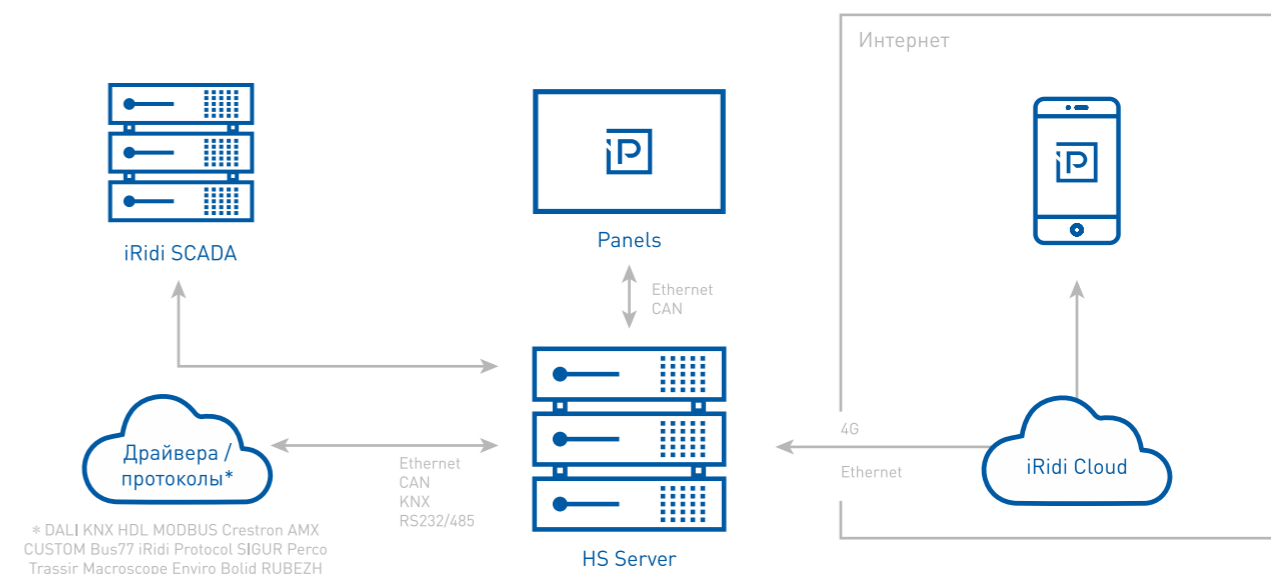 Интернет
iRidi SCADA
Panels
Ethernet
CAN
Драйвера /
протоколы*
Ethernet
CAN
KNX
RS232/485
4G
Ethernet
iRidi Cloud
HS Server
* DALI KNX HDL MODBUS Crestron AMX
CUSTOM Bus77 iRidi Protocol SIGUR Perco
Trassir Macroscope Enviro Bolid RUBEZH